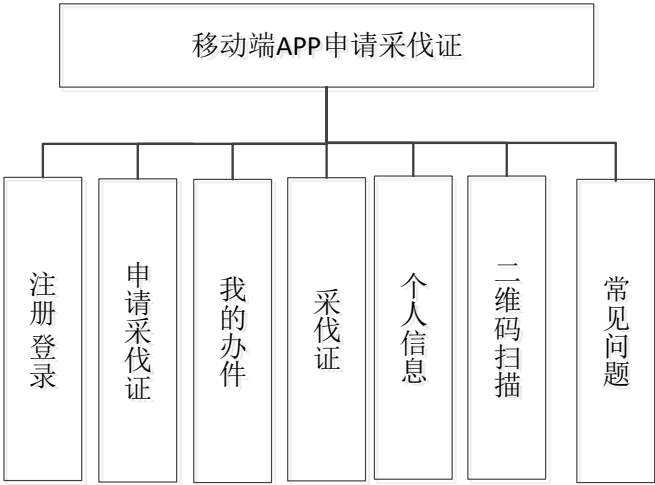 移动端APP申请采伐证
注册登录
申请采伐证
我的办件
采伐证
个人信息
二维码扫描
常见问题